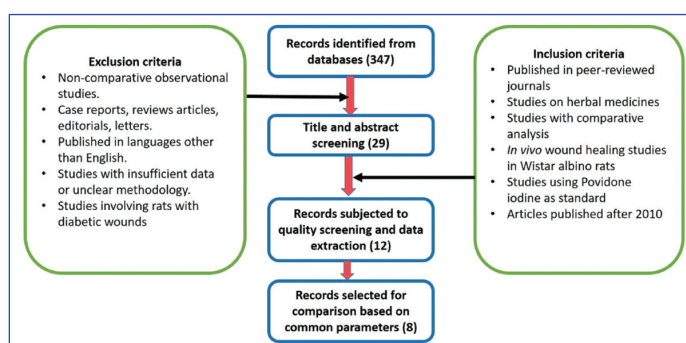 Exclusion criteria
• Non-comparative observational
studies.
• Case reports, reviews articles,
editorials, letters.
• Published in languages other
than English.
• Studies with insufficient data
or unclear methodology.
• Studies involving rats with
diabetic wounds
Records identified from
databases (347)
Title and abstract
screening (29)
Records subjected to
quality screening and data
extraction (12)
Records selected for
comparison based on
common parameters (8)
Inclusion criteria
• Published in peer-reviewed
journals
• Studies on herbal medicines
• Studies with comparative
analysis
• In vivo wound healing studies
in Wistar albino rats
• Studies using Povidone
iodine as standard
• Articles published after 2010